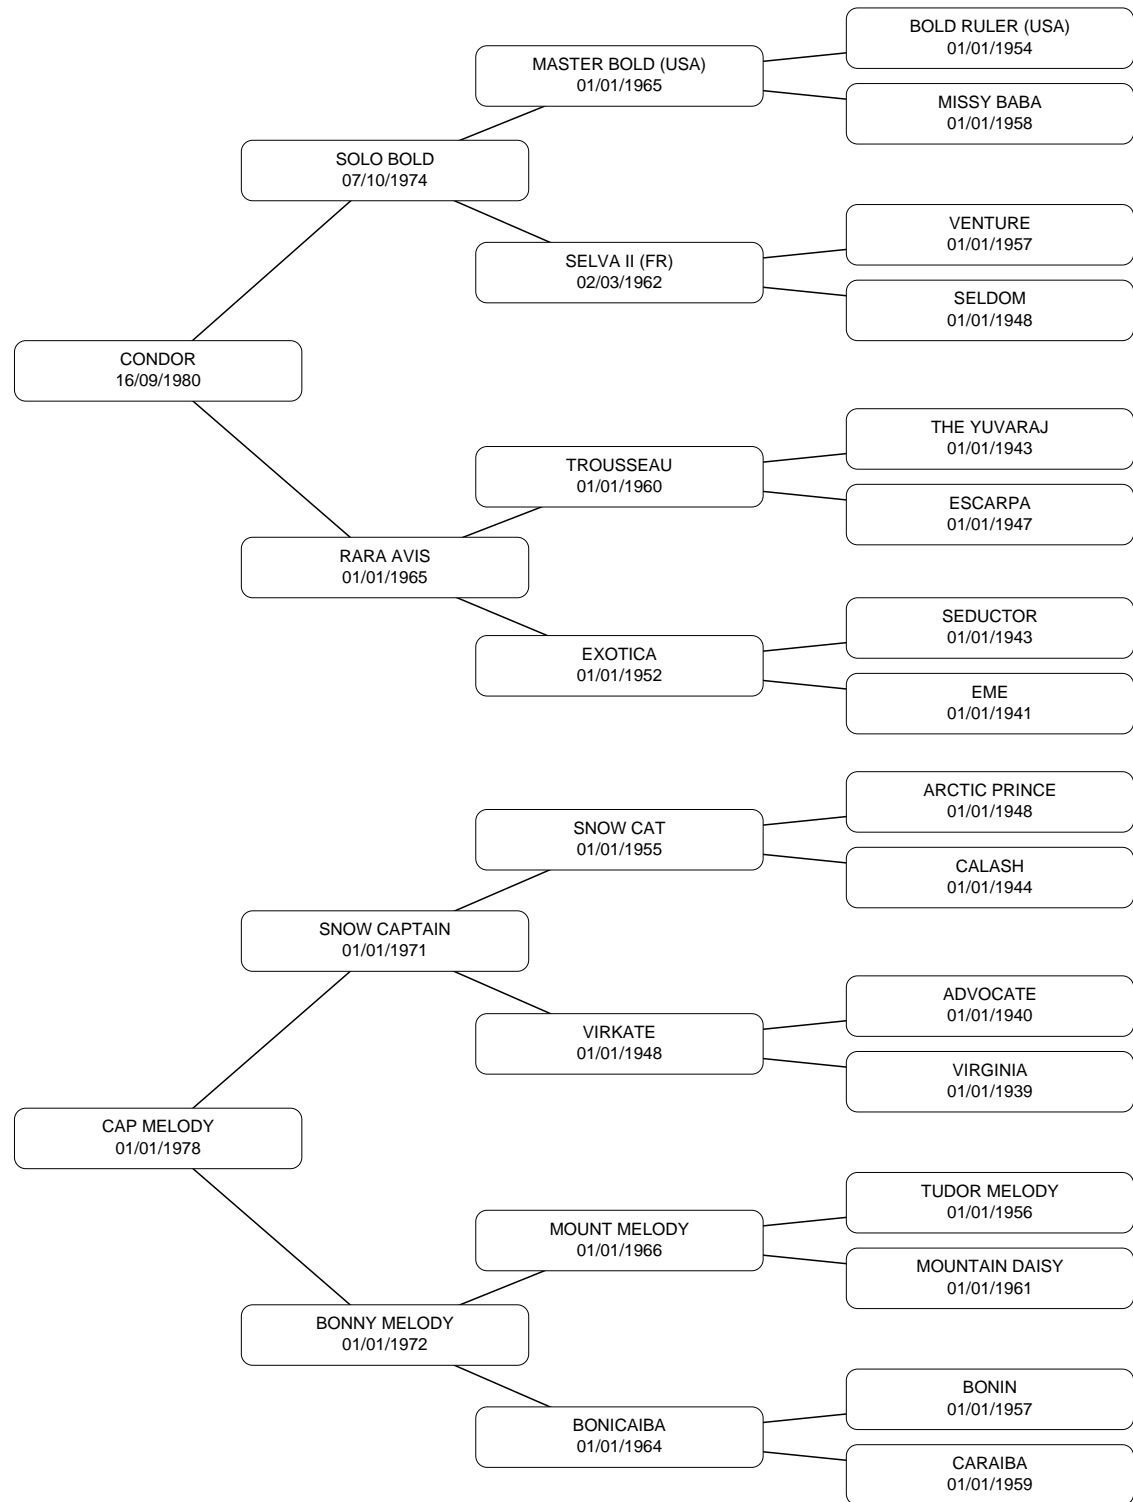 BOLD RULER (USA)
01/01/1954
MASTER BOLD (USA)
01/01/1965
MISSY BABA
01/01/1958
SOLO BOLD
07/10/1974
VENTURE
01/01/1957
SELVA II (FR)
02/03/1962
SELDOM
01/01/1948
CONDOR
16/09/1980
THE YUVARAJ
01/01/1943
TROUSSEAU
01/01/1960
ESCARPA
01/01/1947
RARA AVIS
01/01/1965
SEDUCTOR
01/01/1943
EXOTICA
01/01/1952
EME
01/01/1941
ARCTIC PRINCE
01/01/1948
SNOW CAT
01/01/1955
CALASH
01/01/1944
SNOW CAPTAIN
01/01/1971
ADVOCATE
01/01/1940
VIRKATE
01/01/1948
VIRGINIA
01/01/1939
CAP MELODY
01/01/1978
TUDOR MELODY
01/01/1956
MOUNT MELODY
01/01/1966
MOUNTAIN DAISY
01/01/1961
BONNY MELODY
01/01/1972
BONIN
01/01/1957
BONICAIBA
01/01/1964
CARAIBA
01/01/1959